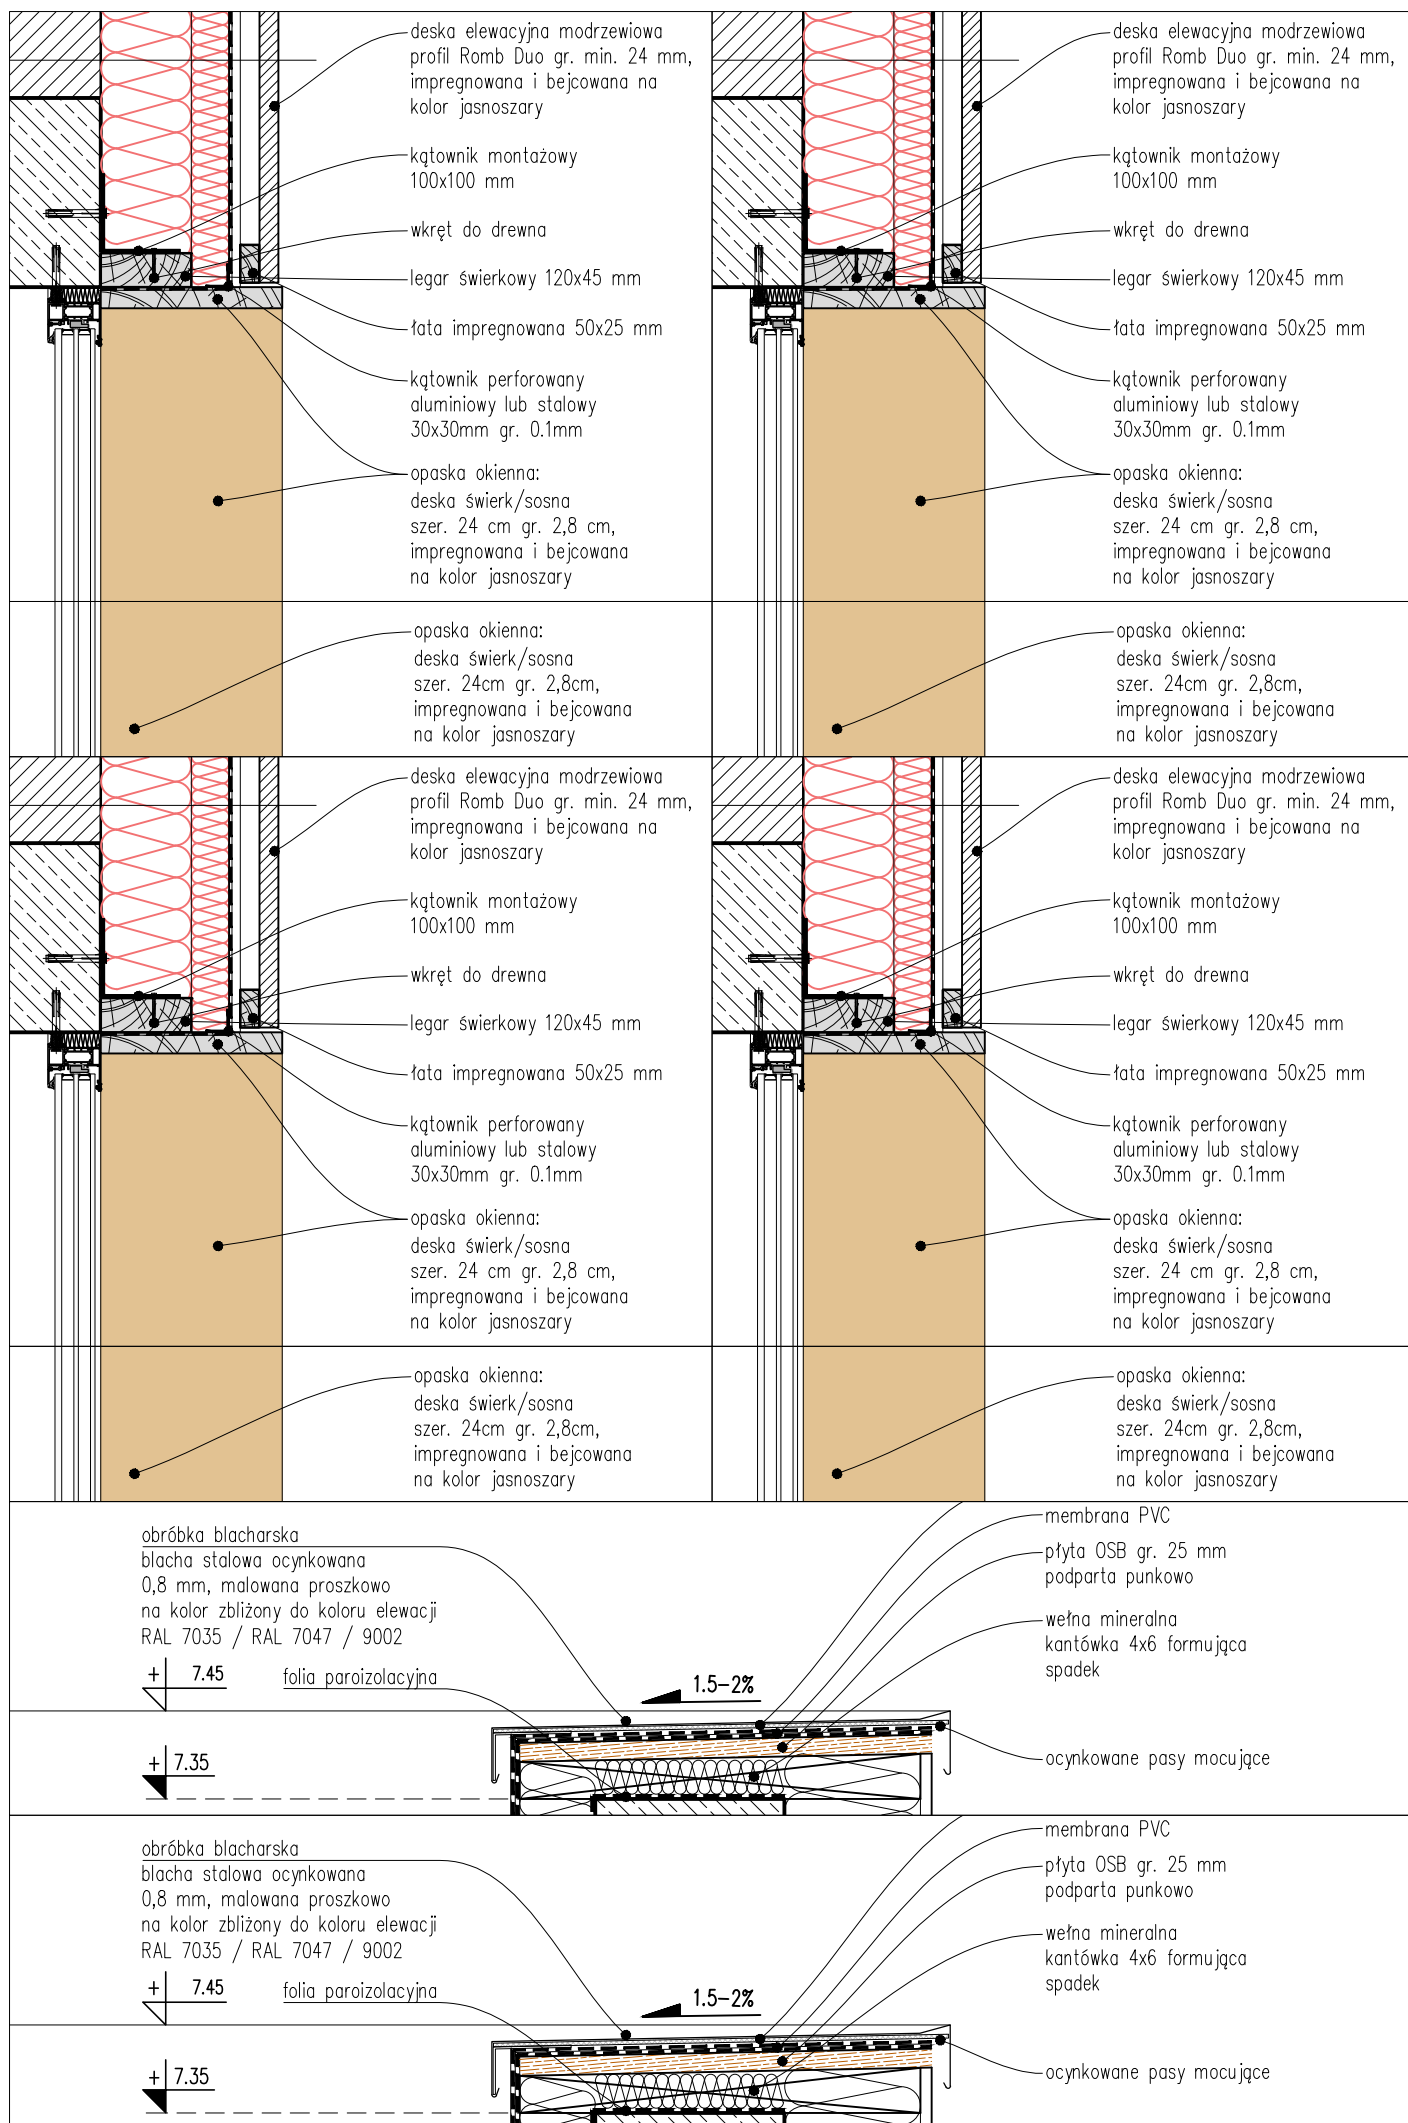 deska elewacyjna modrzewiowa
profil Romb Duo gr. min. 24 mm,
impregnowana i bejcowana na
kolor jasnoszary
kątownik montażowy
100x100 mm
wkręt do drewna
legar świerkowy 120x45 mm
łata impregnowana 50x25 mm
kątownik perforowany
aluminiowy lub stalowy
30x30mm gr. 0.1mm
opaska okienna:
deska świerk/sosna
szer. 24 cm gr. 2,8 cm,
impregnowana i bejcowana
na kolor jasnoszary
opaska okienna:
deska świerk/sosna
szer. 24cm gr. 2,8cm,
impregnowana i bejcowana
na kolor jasnoszary
deska elewacyjna modrzewiowa
profil Romb Duo gr. min. 24 mm,
impregnowana i bejcowana na
kolor jasnoszary
kątownik montażowy
100x100 mm
wkręt do drewna
legar świerkowy 120x45 mm
łata impregnowana 50x25 mm
kątownik perforowany
aluminiowy lub stalowy
30x30mm gr. 0.1mm
opaska okienna:
deska świerk/sosna
szer. 24 cm gr. 2,8 cm,
impregnowana i bejcowana
na kolor jasnoszary
opaska okienna:
deska świerk/sosna
szer. 24cm gr. 2,8cm,
impregnowana i bejcowana
na kolor jasnoszary
deska elewacyjna modrzewiowa
profil Romb Duo gr. min. 24 mm,
impregnowana i bejcowana na
kolor jasnoszary
kątownik montażowy
100x100 mm
wkręt do drewna
legar świerkowy 120x45 mm
łata impregnowana 50x25 mm
kątownik perforowany
aluminiowy lub stalowy
30x30mm gr. 0.1mm
opaska okienna:
deska świerk/sosna
szer. 24 cm gr. 2,8 cm,
impregnowana i bejcowana
na kolor jasnoszary
opaska okienna:
deska świerk/sosna
szer. 24cm gr. 2,8cm,
impregnowana i bejcowana
na kolor jasnoszary
deska elewacyjna modrzewiowa
profil Romb Duo gr. min. 24 mm,
impregnowana i bejcowana na
kolor jasnoszary
kątownik montażowy
100x100 mm
wkręt do drewna
legar świerkowy 120x45 mm
łata impregnowana 50x25 mm
kątownik perforowany
aluminiowy lub stalowy
30x30mm gr. 0.1mm
opaska okienna:
deska świerk/sosna
szer. 24 cm gr. 2,8 cm,
impregnowana i bejcowana
na kolor jasnoszary
opaska okienna:
deska świerk/sosna
szer. 24cm gr. 2,8cm,
impregnowana i bejcowana
na kolor jasnoszary
obróbka blacharska
blacha stalowa ocynkowana
0,8 mm, malowana proszkowo
na kolor zbliżony do koloru elewacji
RAL 7035 / RAL 7047 / 9002
+ 7.45
folia paroizolacyjna
+ 7.35
1.5-2%
membrana PVC
płyta OSB gr. 25 mm
podparta punkowo
wełna mineralna
kantówka 4x6 formująca
spadek
ocynkowane pasy mocujące
obróbka blacharska
blacha stalowa ocynkowana
0,8 mm, malowana proszkowo
na kolor zbliżony do koloru elewacji
RAL 7035 / RAL 7047 / 9002
+ 7.45
folia paroizolacyjna
+ 7.35
1.5-2%
membrana PVC
płyta OSB gr. 25 mm
podparta punkowo
wełna mineralna
kantówka 4x6 formująca
spadek
ocynkowane pasy mocujące